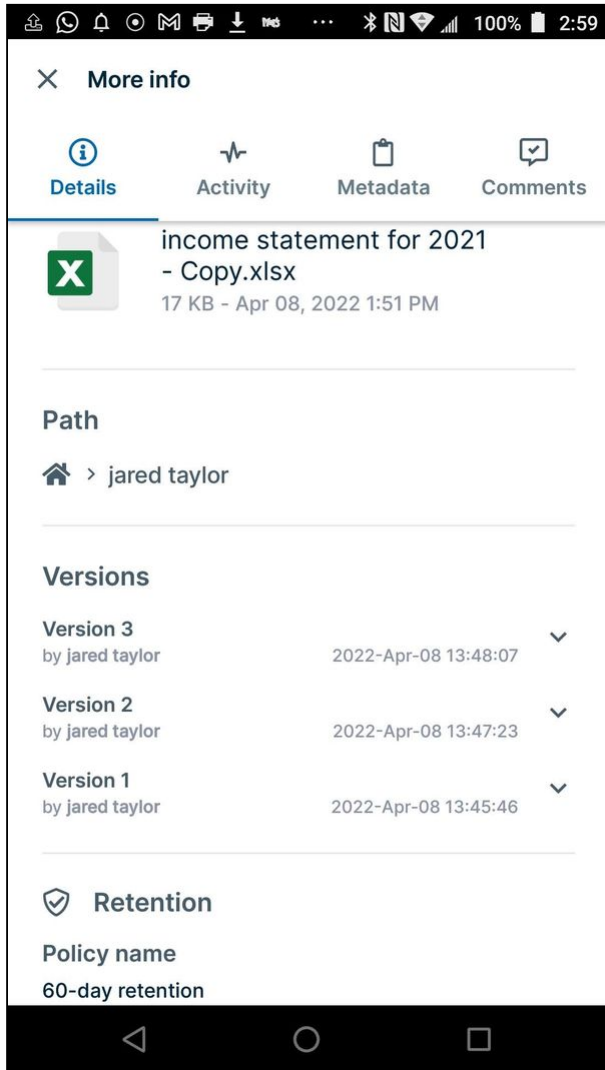 100% 2:59
More info
Details Activity Metadata Comments
X
income statement for 2021
- Copy.xlsx
17 KB - Apr 08, 2022 1:51 PM
Path
> jared taylor
Versions
Version 3
by jared taylor 2022-Apr-08 13:48:07
Version 2
by jared taylor 2022-Apr-08 13:47:23
Version 1
by jared taylor 2022-Apr-08 13:45:46
Retention
Policy name
60-day retention